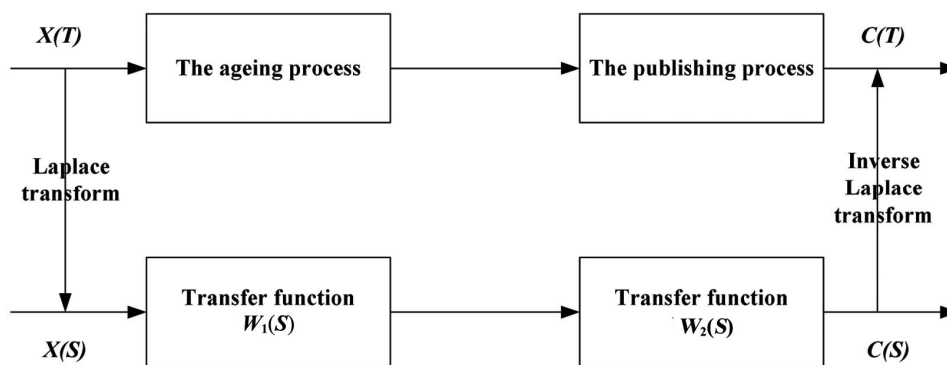 X(T)
C(T)
The ageing process
The publishing process
Laplace
transform
Inverse
Laplace
transform
Transfer function
W₁(S)
Transfer function
W₂(S)
X(S)
C(S)